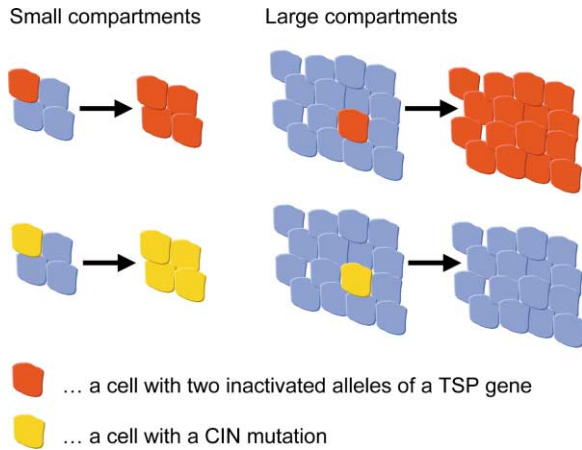 Small compartments
Large compartments
... a cell with two inactivated alleles of a TSP gene
... a cell with a CIN mutation